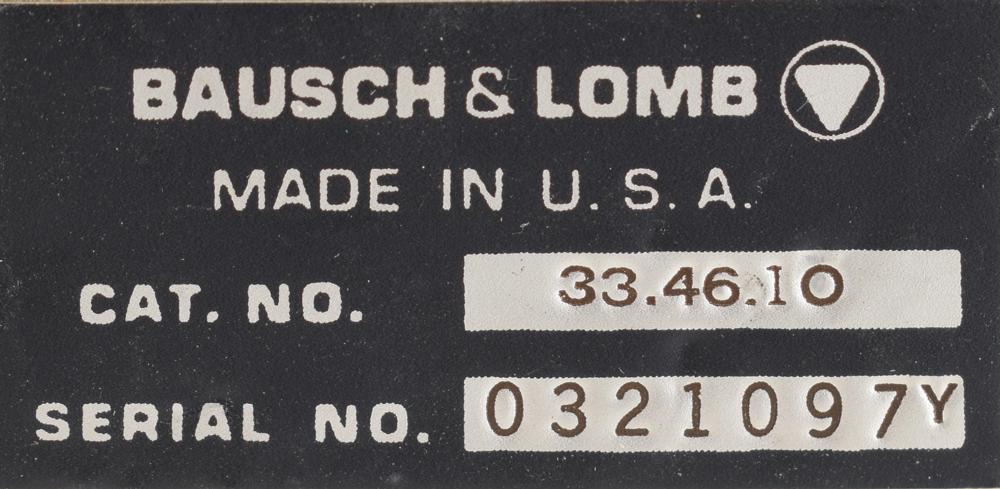 BAUSCH & LOMB
MADE IN U. S. A.
CAT. NO. 33.46.10
SERIAL NO. 0321097Y